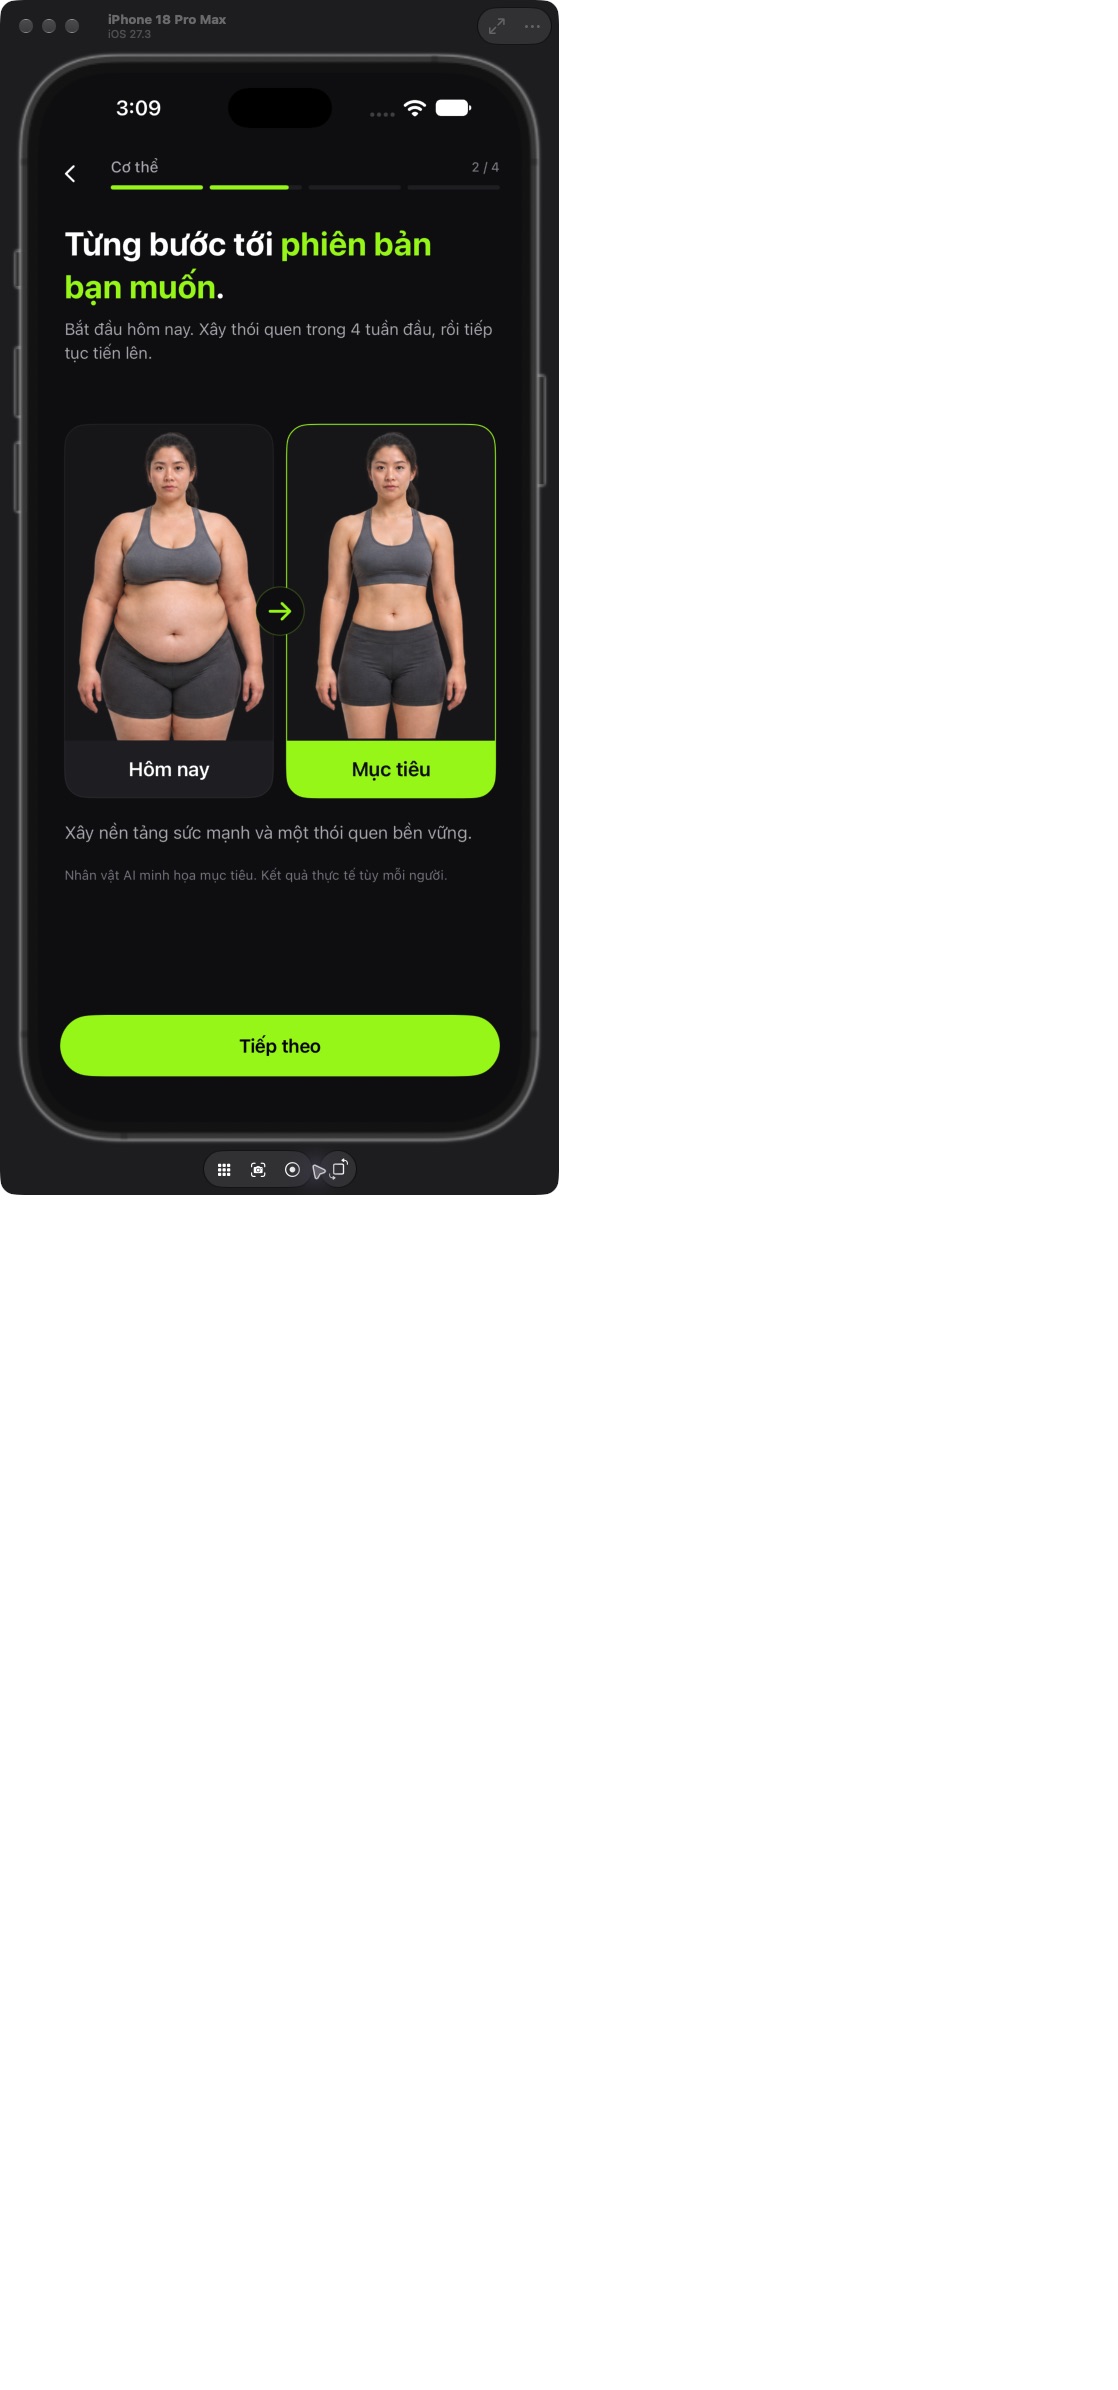 iPhone 18 Pro Max
iOS 27.3
3:09
Cơ thể
2 / 4
Từng bước tới phiên bản
bạn muốn.
Bắt đầu hôm nay. Xây thói quen trong 4 tuần đầu, rồi tiếp
tục tiến lên.
Hôm nay
Mục tiêu
Xây nền tảng sức mạnh và một thói quen bền vững.
Nhân vật AI minh họa mục tiêu. Kết quả thực tế tùy mỗi người.
Tiếp theo